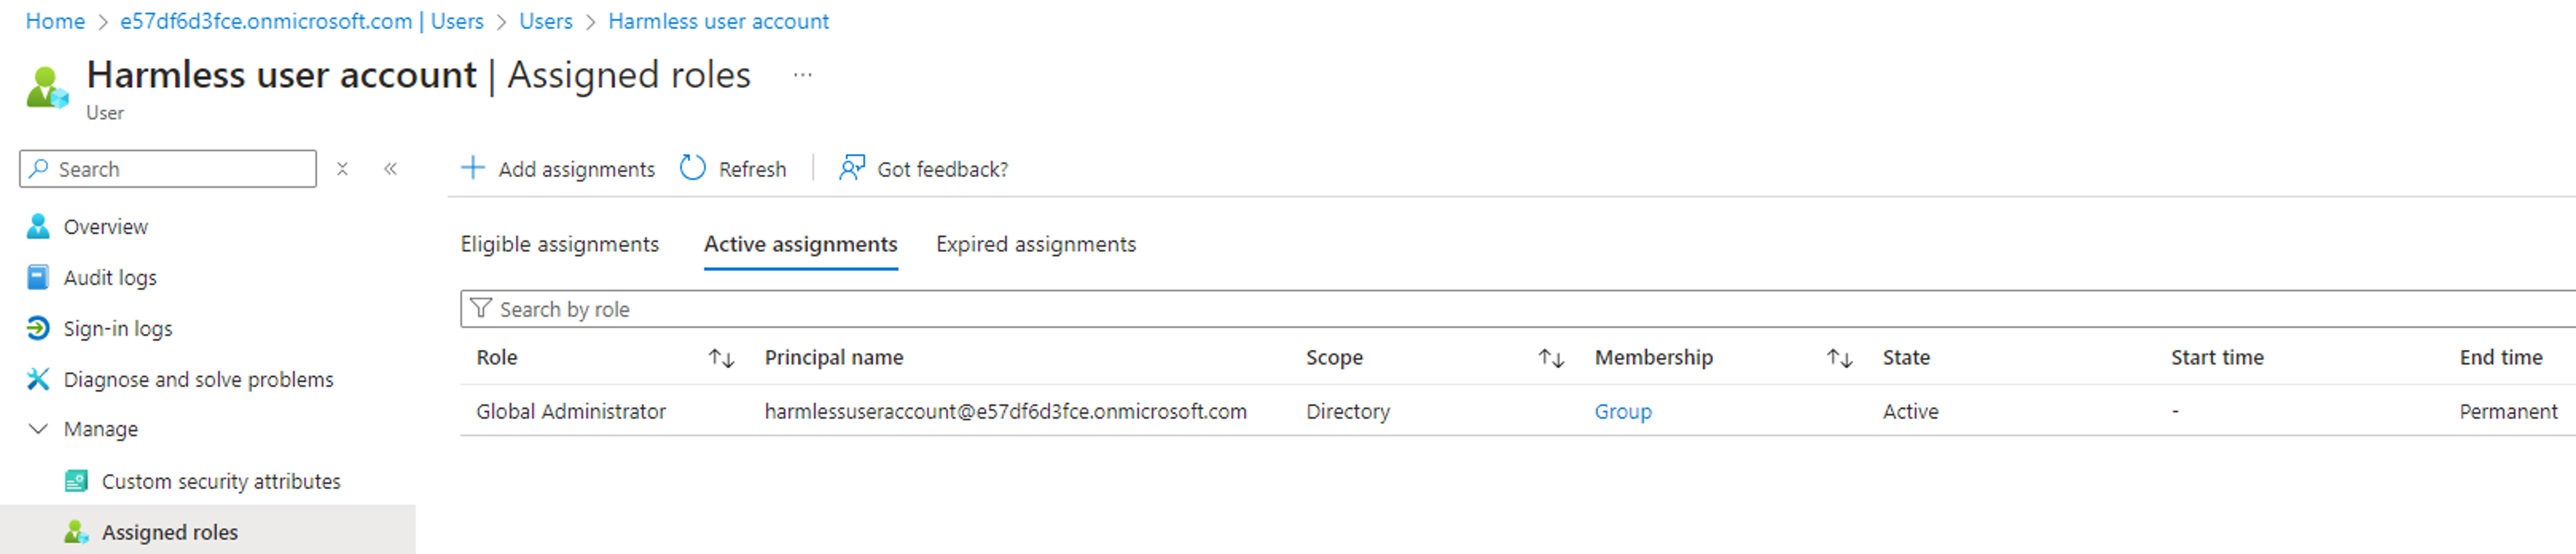 Home > e57df6d3fce.onmicrosoft.com | Users > Users > Harmless user account
Harmless user account | Assigned roles ...
User
Search
Overview
Audit logs
Sign-in logs
Diagnose and solve problems
Manage
Custom security attributes
Assigned roles
Add assignments Refresh Got feedback?
Eligible assignments Active assignments Expired assignments
Search by role
Role Principal name Scope Membership State Start time End time
Global Administrator harmlessuseraccount@e57df6d3fce.onmicrosoft.com Directory Group Active - Permanent